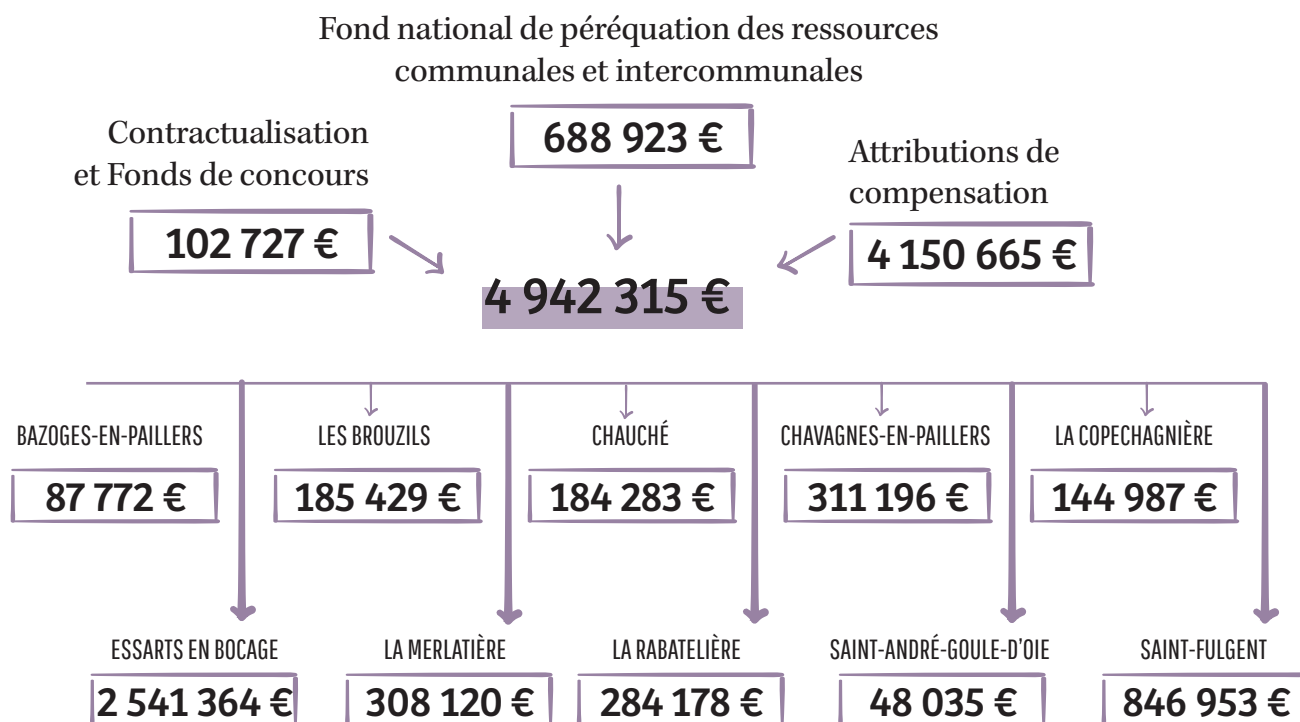 Fond national de péréquation des ressources
communales et intercommunales
688 923 €
Contractualisation
et Fonds de concours
102 727 €
Attributions de
compensation
4 150 665 €
4 942 315 €
BAZOGES-EN-PAILLERS
87 772 €
LES BROUZILS
185 429 €
CHAUCHÉ
184 283 €
CHAVAGNES-EN-PAILLERS
311 196 €
LA COPECHAGNIÈRE
144 987 €
ESSARTS EN BOCAGE
2 541 364 €
LA MERLATIÈRE
308 120 €
LA RABATELIÈRE
284 178 €
SAINT-ANDRÉ-GOULE-D'OIE
48 035 €
SAINT-FULGENT
846 953 €